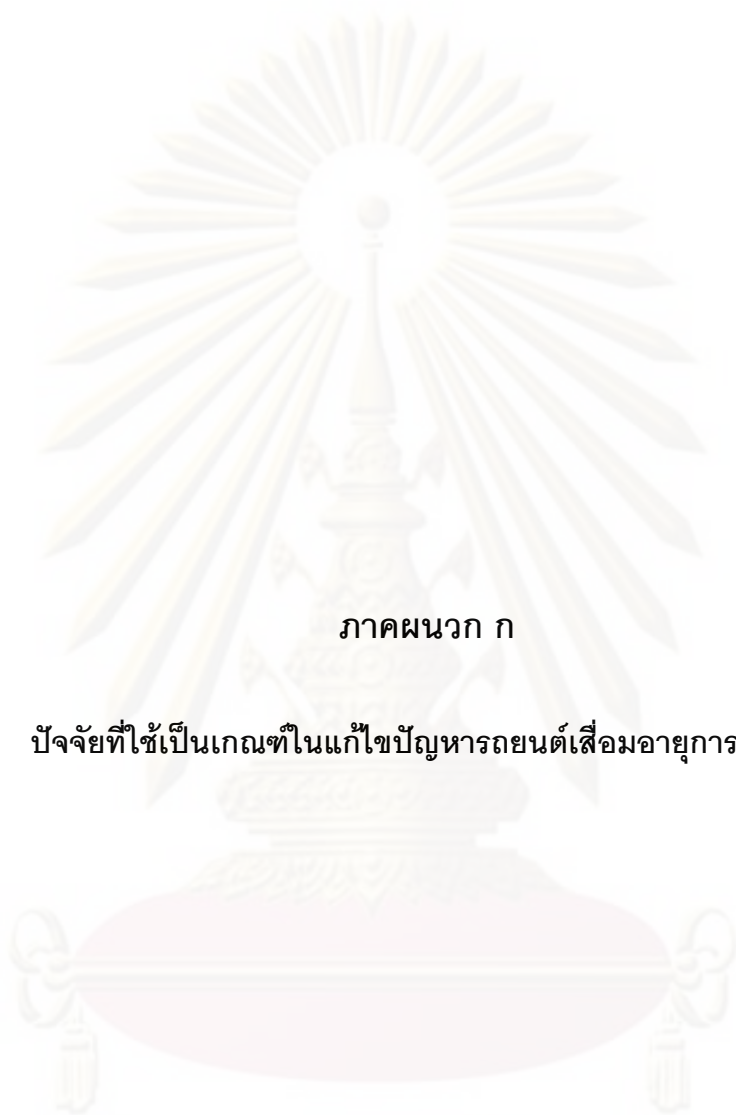 ภาคผนวก ก
ปัจจัยที่ใช้เป็นเกณฑ์ในแก้ไขปัญหารถยนต์เสื่อมอายุการ